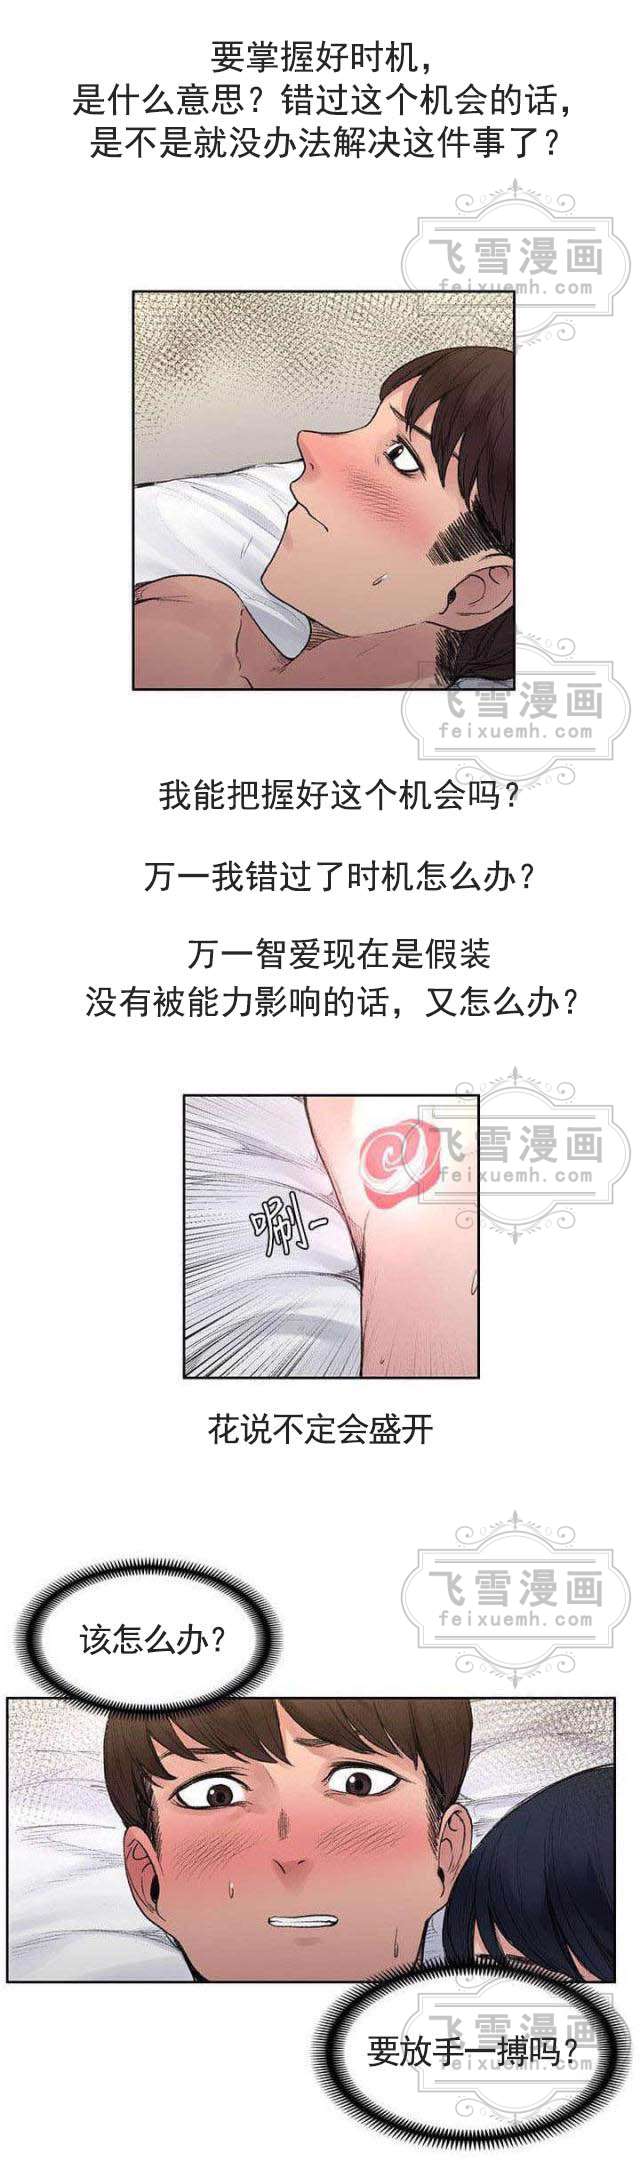 要掌握好时机，
是什么意思？错过这个机会的话，
是不是就没办法解决这件事了？
飞雪漫画
feixuemh.com
飞雪漫画
feixuemh.com
我能把握好这个机会吗？
万一我错过了时机怎么办？
万一智爱现在是假装
没有被能力影响的话，又怎么办？
飞雪漫画
feixuemh.com
唰-
花说不定会盛开
飞雪漫画
feixuemh.com
该怎么办？
要放手一搏吗？
飞雪漫画
feixuemh.com